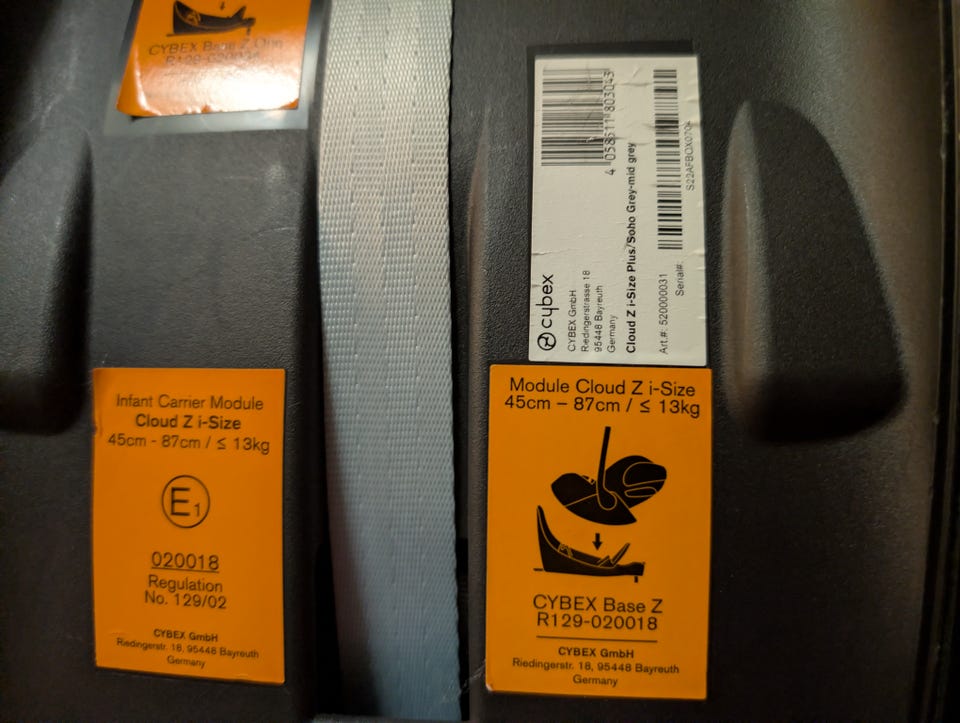 CYBEX Base Z One
4 058511 803043
cybex
CYBEX GmbH
Riedingerstrasse 18
95448 Bayreuth
Germany
Cloud Z i-Size Plus/Soho Grey-mid grey
Art.#: 520000031
Serial#:
Infant Carrier Module
Cloud Z i-Size
45cm - 87cm / ≤ 13kg
E1
020018
Regulation
No. 129/02
CYBEX GmbH
Riedingerstr. 18, 95448 Bayreuth
Germany
Module Cloud Z i-Size
45cm – 87cm / ≤ 13kg
CYBEX Base Z
R129-020018
CYBEX GmbH
Riedingerstr. 18, 95448 Bayreuth
Germany